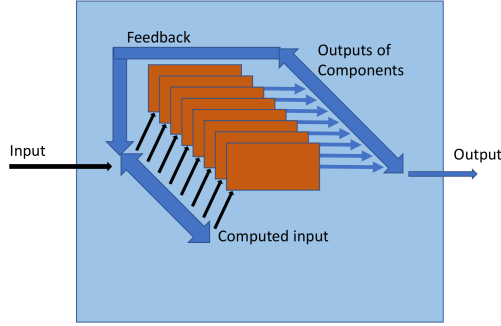 Feedback
Outputs of
Components
Input
Output
Computed input